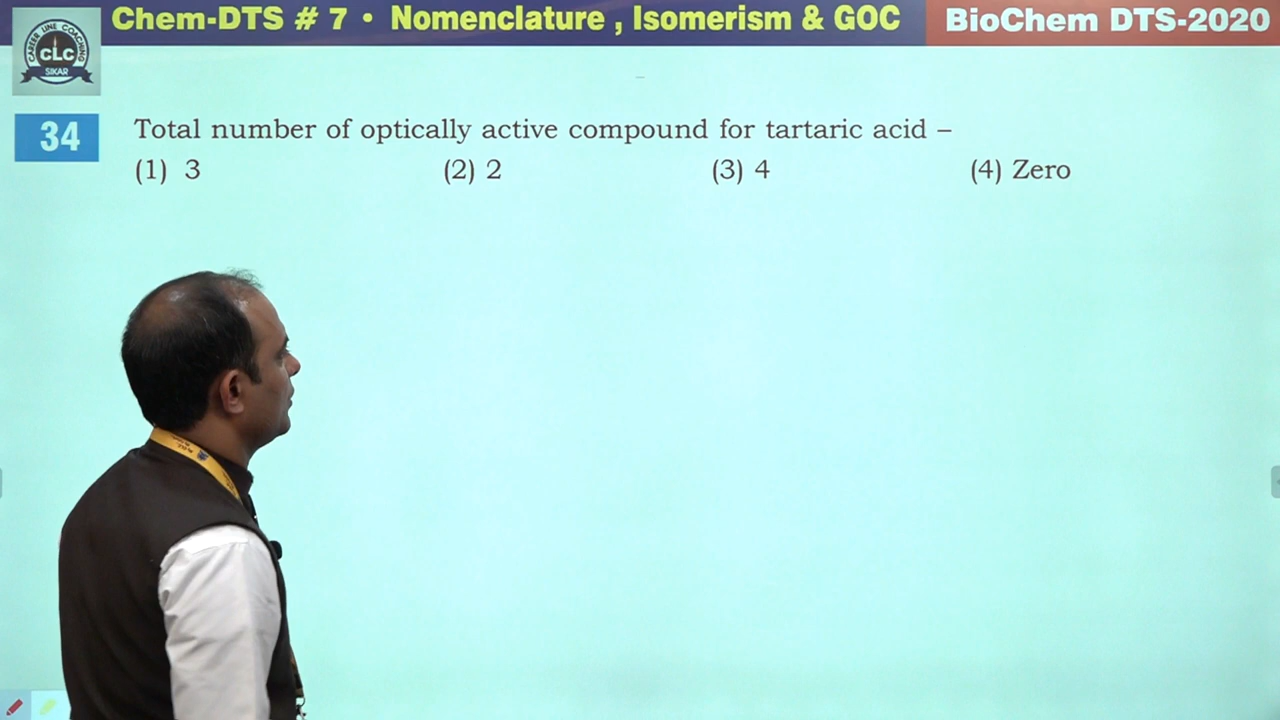 Chem-DTS # 7 • Nomenclature , Isomerism & GOC
BioChem DTS-2020
CAREER LINE COACHING
CLC
SIKAR
34
Total number of optically active compound for tartaric acid –
(1) 3
(2) 2
(3) 4
(4) Zero